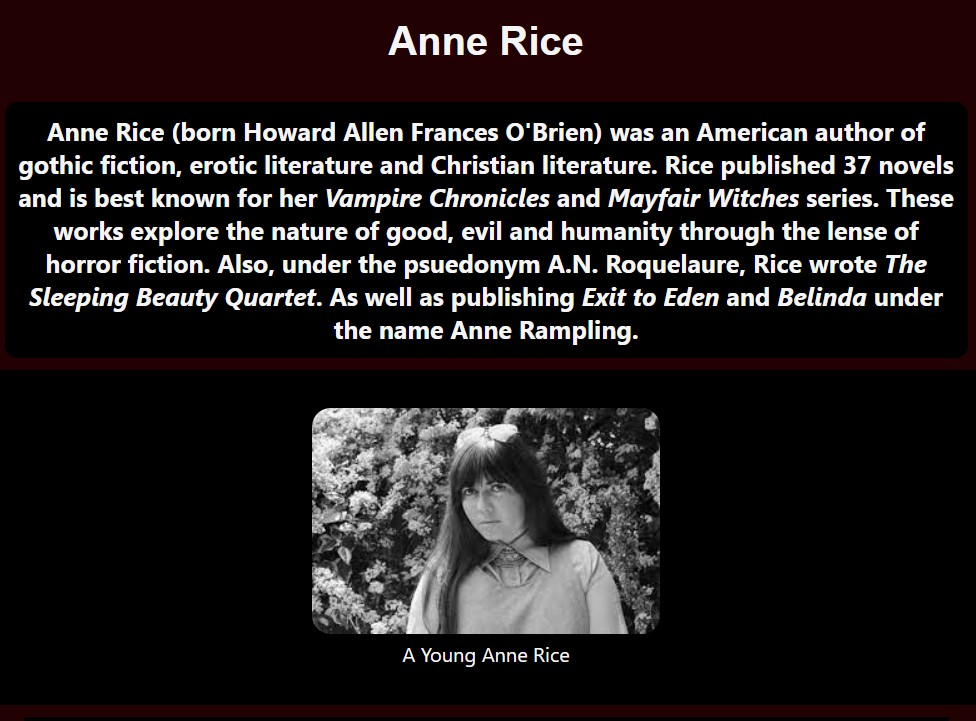 Anne Rice
Anne Rice (born Howard Allen Frances O'Brien) was an American author of
gothic fiction, erotic literature and Christian literature. Rice published 37 novels
and is best known for her Vampire Chronicles and Mayfair Witches series. These
works explore the nature of good, evil and humanity through the lense of
horror fiction. Also, under the psuedonym A.N. Roquelaure, Rice wrote The
Sleeping Beauty Quartet. As well as publishing Exit to Eden and Belinda under
the name Anne Rampling.
A Young Anne Rice